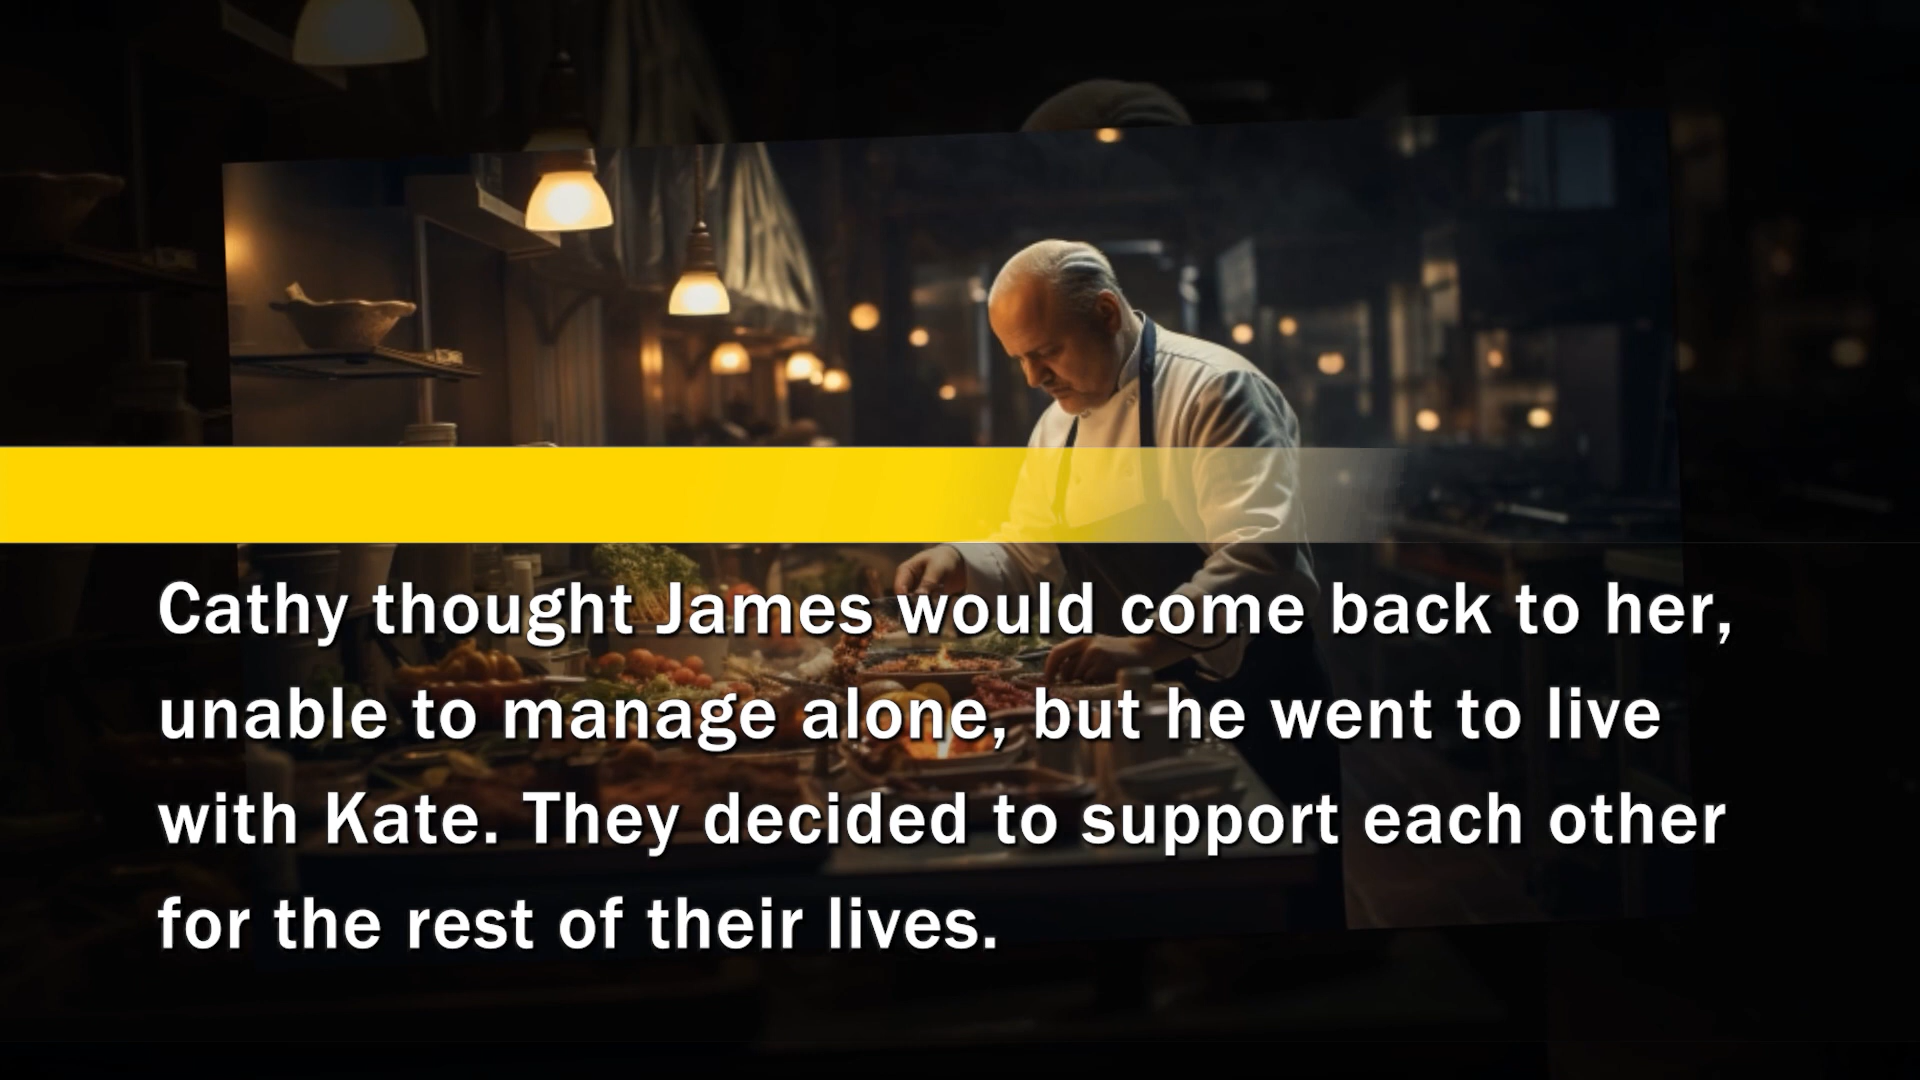 Cathy thought James would come back to her,
unable to manage alone, but he went to live
with Kate. They decided to support each other
for the rest of their lives.